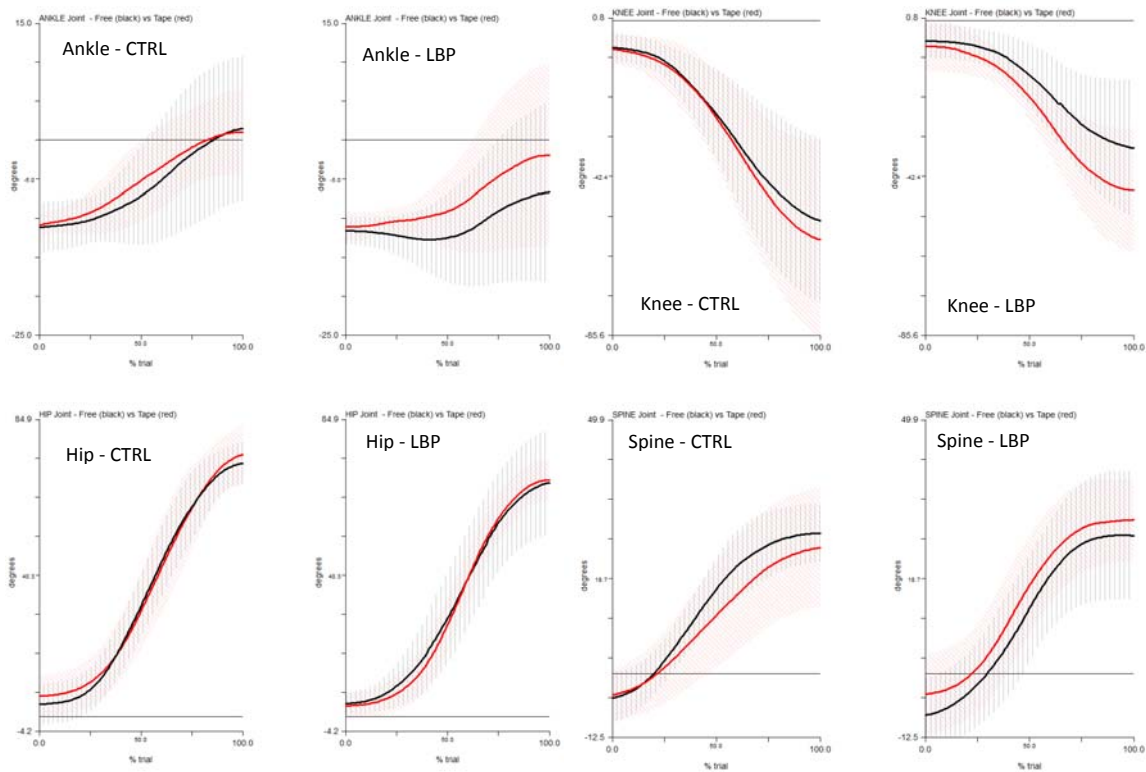 ANKLE Joint - Free (black) vs Tape (red)
15.0
Ankle - CTRL
degrees
-5.0
-25.0
0.0
50.0
100.0
% trial
ANKLE Joint - Free (black) vs Tape (red)
15.0
Ankle - LBP
degrees
-5.0
-25.0
0.0
50.0
100.0
% trial
KNEE Joint - Free (black) vs Tape (red)
0.8
degrees
-42.4
Knee - CTRL
-85.6
0.0
50.0
100.0
% trial
KNEE Joint - Free (black) vs Tape (red)
0.8
degrees
-42.4
Knee - LBP
-85.6
0.0
50.0
100.0
% trial
HIP Joint - Free (black) vs Tape (red)
84.9
Hip - CTRL
degrees
-4.2
0.0
50.0
100.0
% trial
HIP Joint - Free (black) vs Tape (red)
84.9
Hip - LBP
degrees
-4.2
0.0
50.0
100.0
% trial
SPINE Joint - Free (black) vs Tape (red)
49.9
Spine - CTRL
degrees
18.7
-12.5
0.0
50.0
100.0
% trial
SPINE Joint - Free (black) vs Tape (red)
49.9
Spine - LBP
degrees
18.7
-12.5
0.0
50.0
100.0
% trial